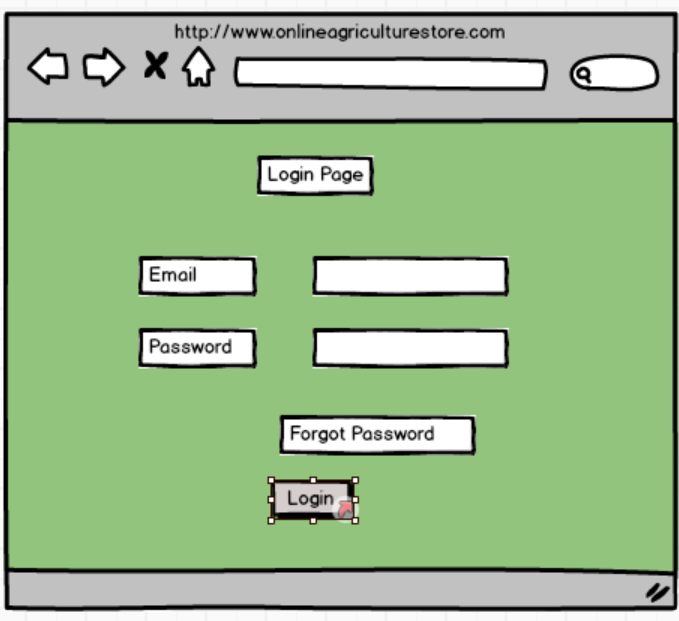 http://www.onlineagriculturestore.com
Login Page
Email
Password
Forgot Password
Login